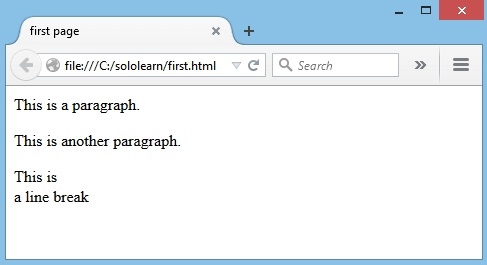 first page
file:///C:/sololearn/first.html
Search
This is a paragraph.
This is another paragraph.
This is
a line break